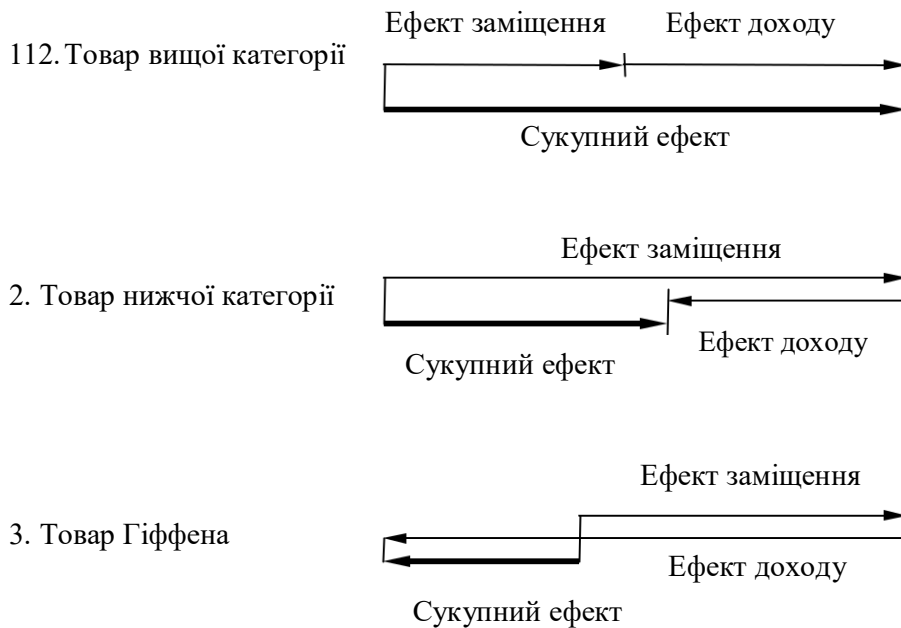 Ефект заміщення Ефект доходу
112. Товар вищої категорії
Сукупний ефект
Ефект заміщення
2. Товар нижчої категорії
Ефект доходу
Сукупний ефект
Ефект заміщення
3. Товар Гіффена
Ефект доходу
Сукупний ефект